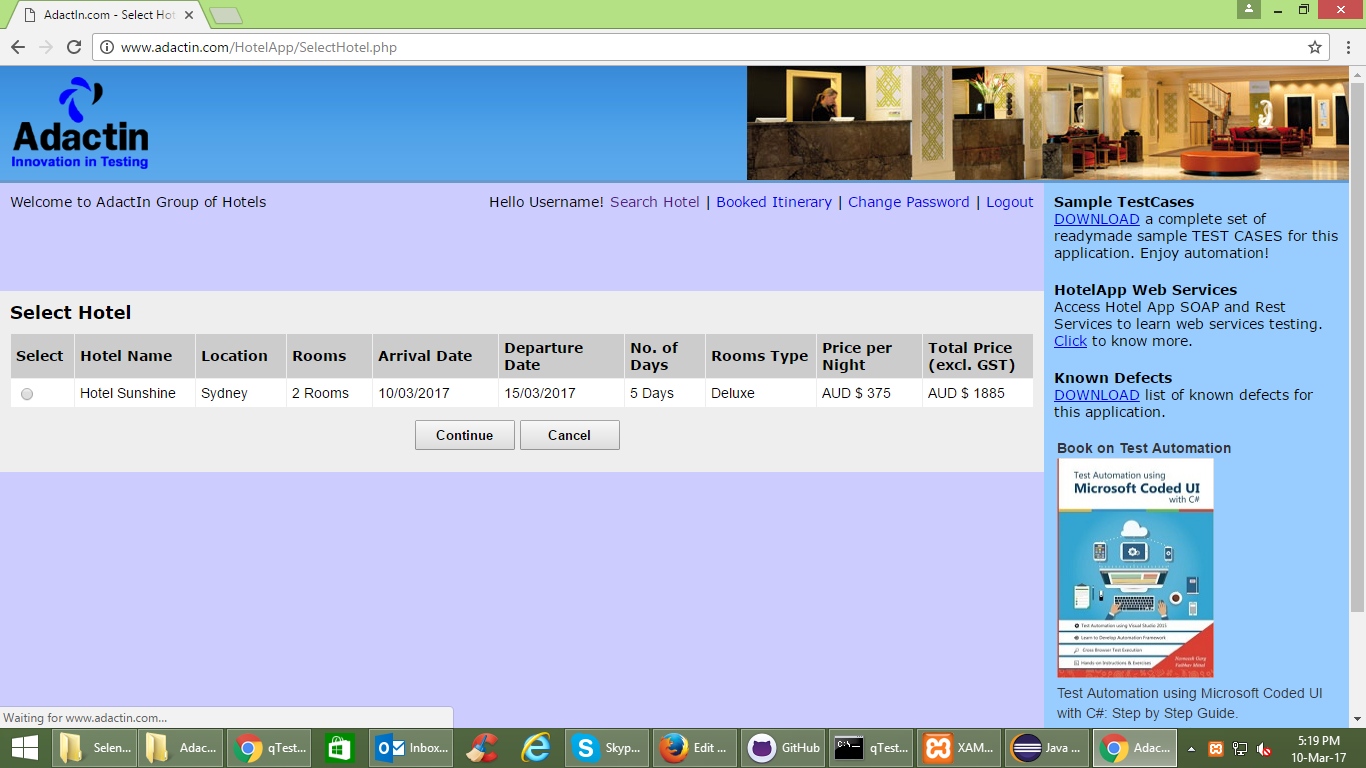 AdactIn.com - Select Hot
www.adactin.com/HotelApp/SelectHotel.php
Adactin
Innovation in Testing
Welcome to AdactIn Group of Hotels
Hello Username! Search Hotel | Booked Itinerary | Change Password | Logout
Select Hotel
Select Hotel Name Location Rooms Arrival Date Departure Date No. of Days Rooms Type Price per Night Total Price (excl. GST)
Hotel Sunshine Sydney 2 Rooms 10/03/2017 15/03/2017 5 Days Deluxe AUD $ 375 AUD $ 1885
Continue Cancel
Sample TestCases
DOWNLOAD a complete set of
readymade sample TEST CASES for this
application. Enjoy automation!
HotelApp Web Services
Access Hotel App SOAP and Rest
Services to learn web services testing.
Click to know more.
Known Defects
DOWNLOAD list of known defects for
this application.
Book on Test Automation
Test Automation using
Microsoft Coded UI
with C#
Test Automation using Visual Studio 2015
Learn to Develop Automation Framework
Cross Browser Test Execution
Hands-on Instructions & Exercises
Navneesh Garg
Test Automation using Microsoft Coded UI
with C#: Step by Step Guide.
Waiting for www.adactin.com...
Selen... Adac... qTest... Inbox... Skyp... Edit ... GitHub qTest... XAM... Java ... Adac...
5:19 PM
10-Mar-17